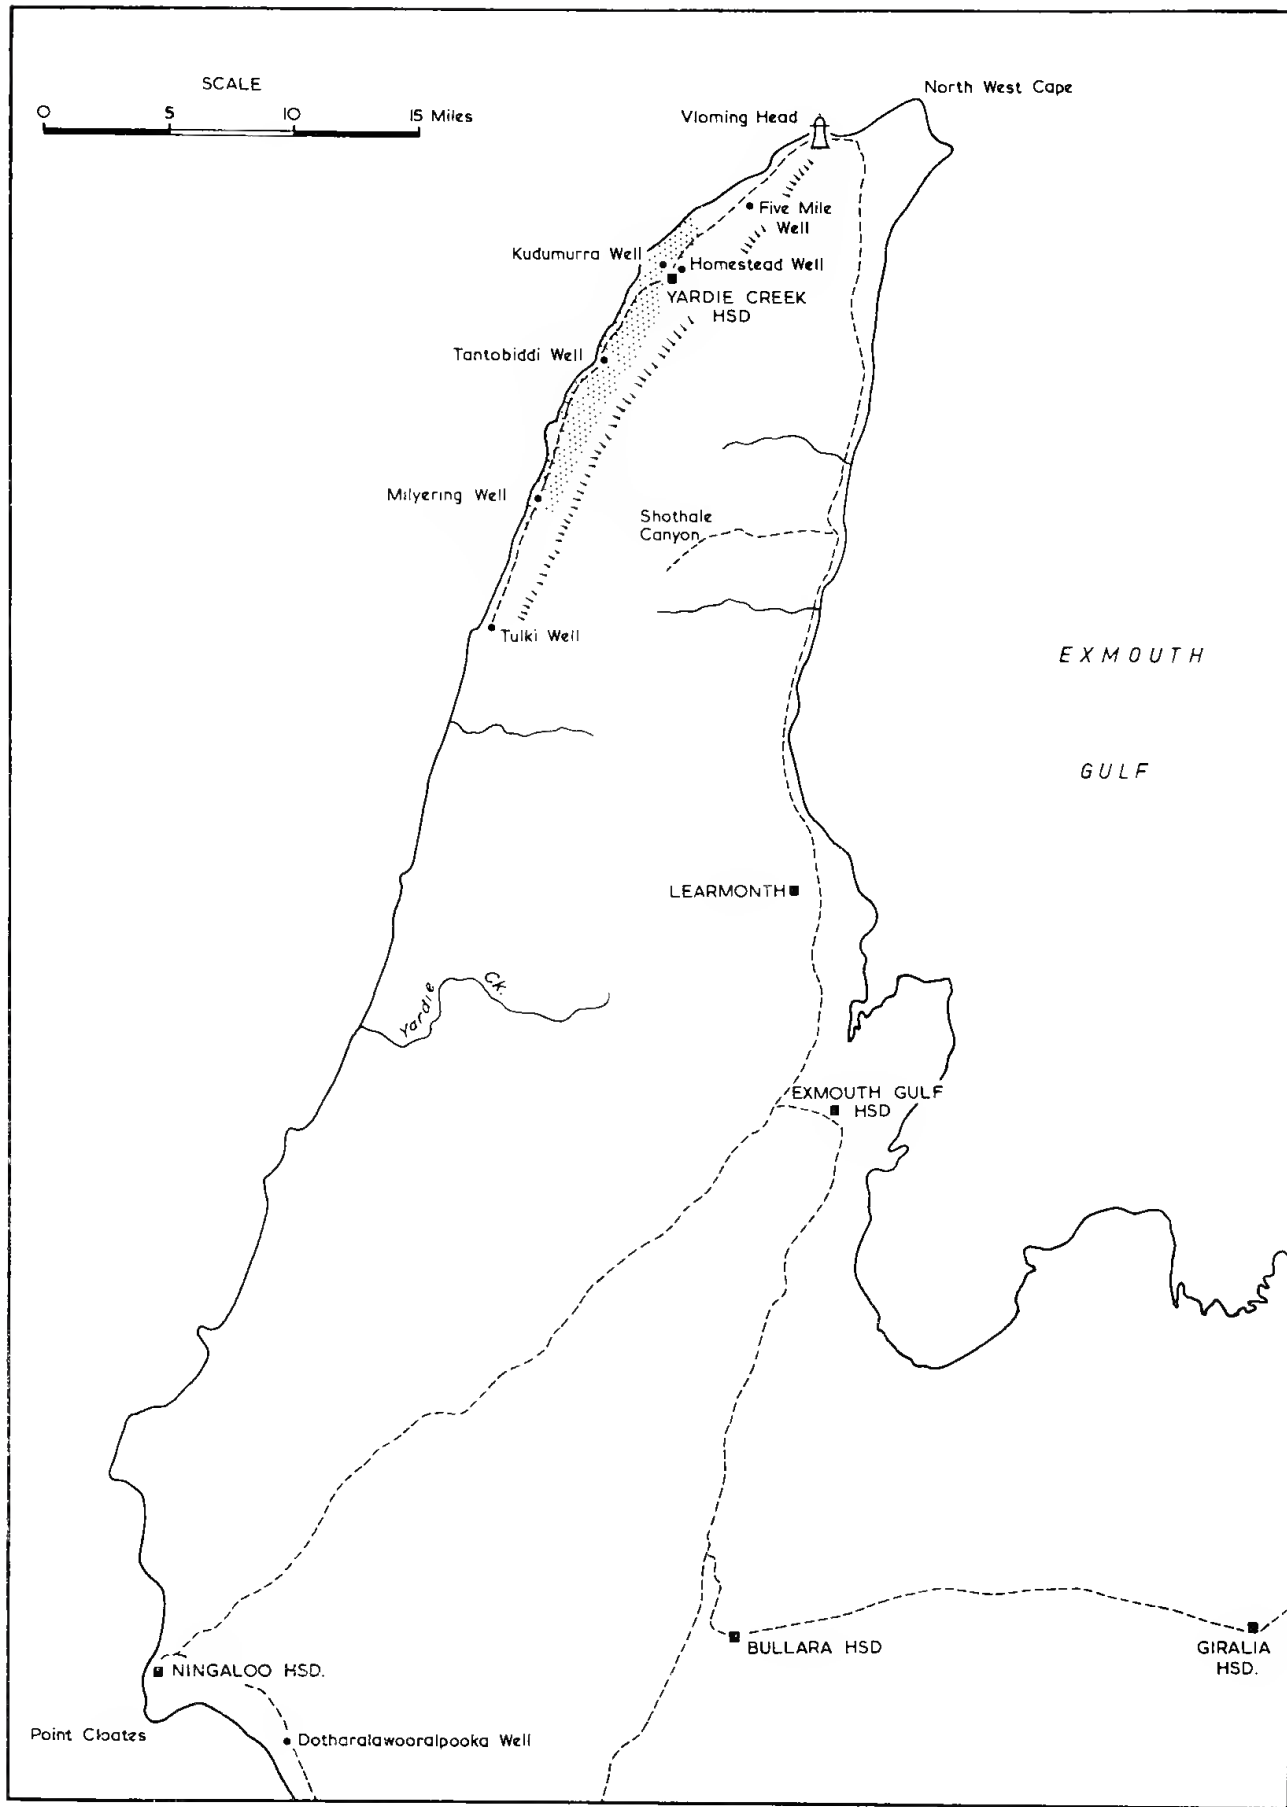 SCALE
0 5 10 15 Miles
North West Cape
Vloming Head
Five Mile
Well
Kudumurra Well
Homestead Well
YARDIE CREEK
HSD
Tantobiddi Well
Milyering Well
Shothale
Canyon
Tulki Well
EXMOUTH
GULF
LEARMONTH
Yardie Ck.
EXMOUTH GULF
HSD
NINGALOO HSD.
BULLARA HSD
GIRALIA
HSD.
Point Cloates
Dotharalawooralpooka Well